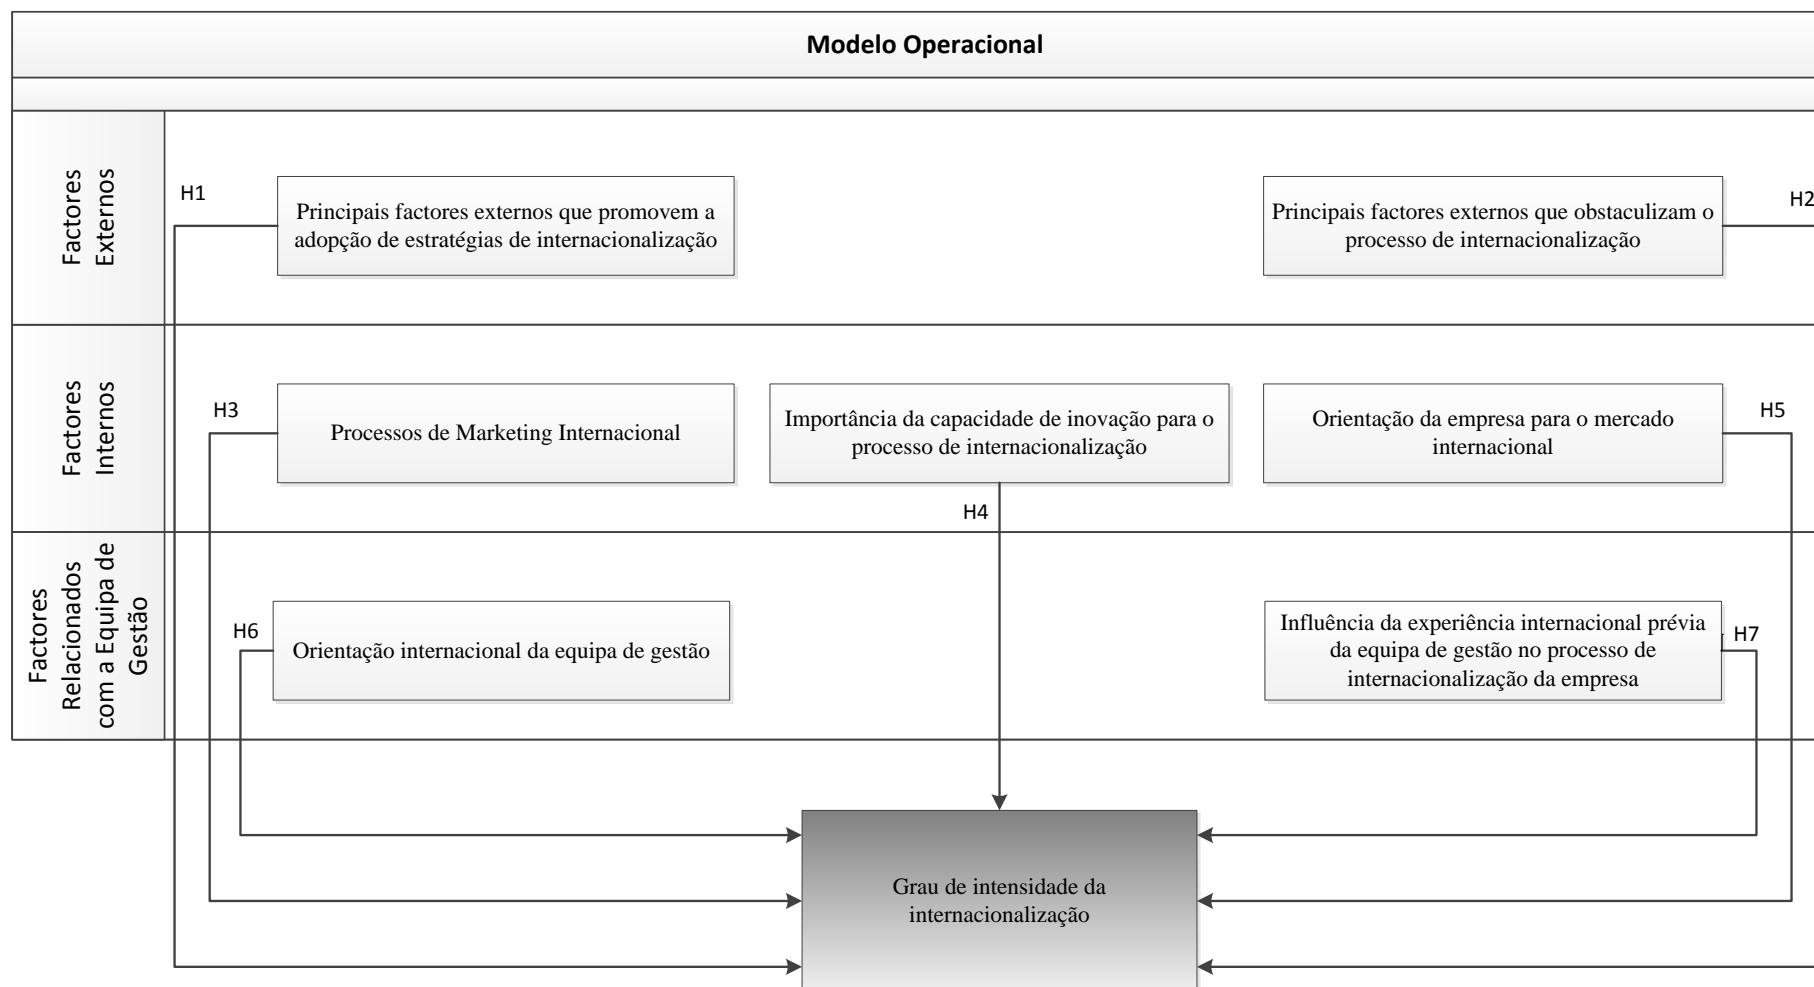 Modelo Operacional
Factores
Externos
H1
Principais factores externos que promovem a
adopção de estratégias de internacionalização
Principais factores externos que obstaculizam o
processo de internacionalização
H2
Factores
Internos
H3
Processos de Marketing Internacional
Importância da capacidade de inovação para o
processo de internacionalização
H4
Orientação da empresa para o mercado
internacional
H5
Factores
Relacionados
com a Equipa de
Gestão
H6
Orientação internacional da equipa de gestão
Influência da experiência internacional prévia
da equipa de gestão no processo de
internacionalização da empresa
H7
Grau de intensidade da
internacionalização